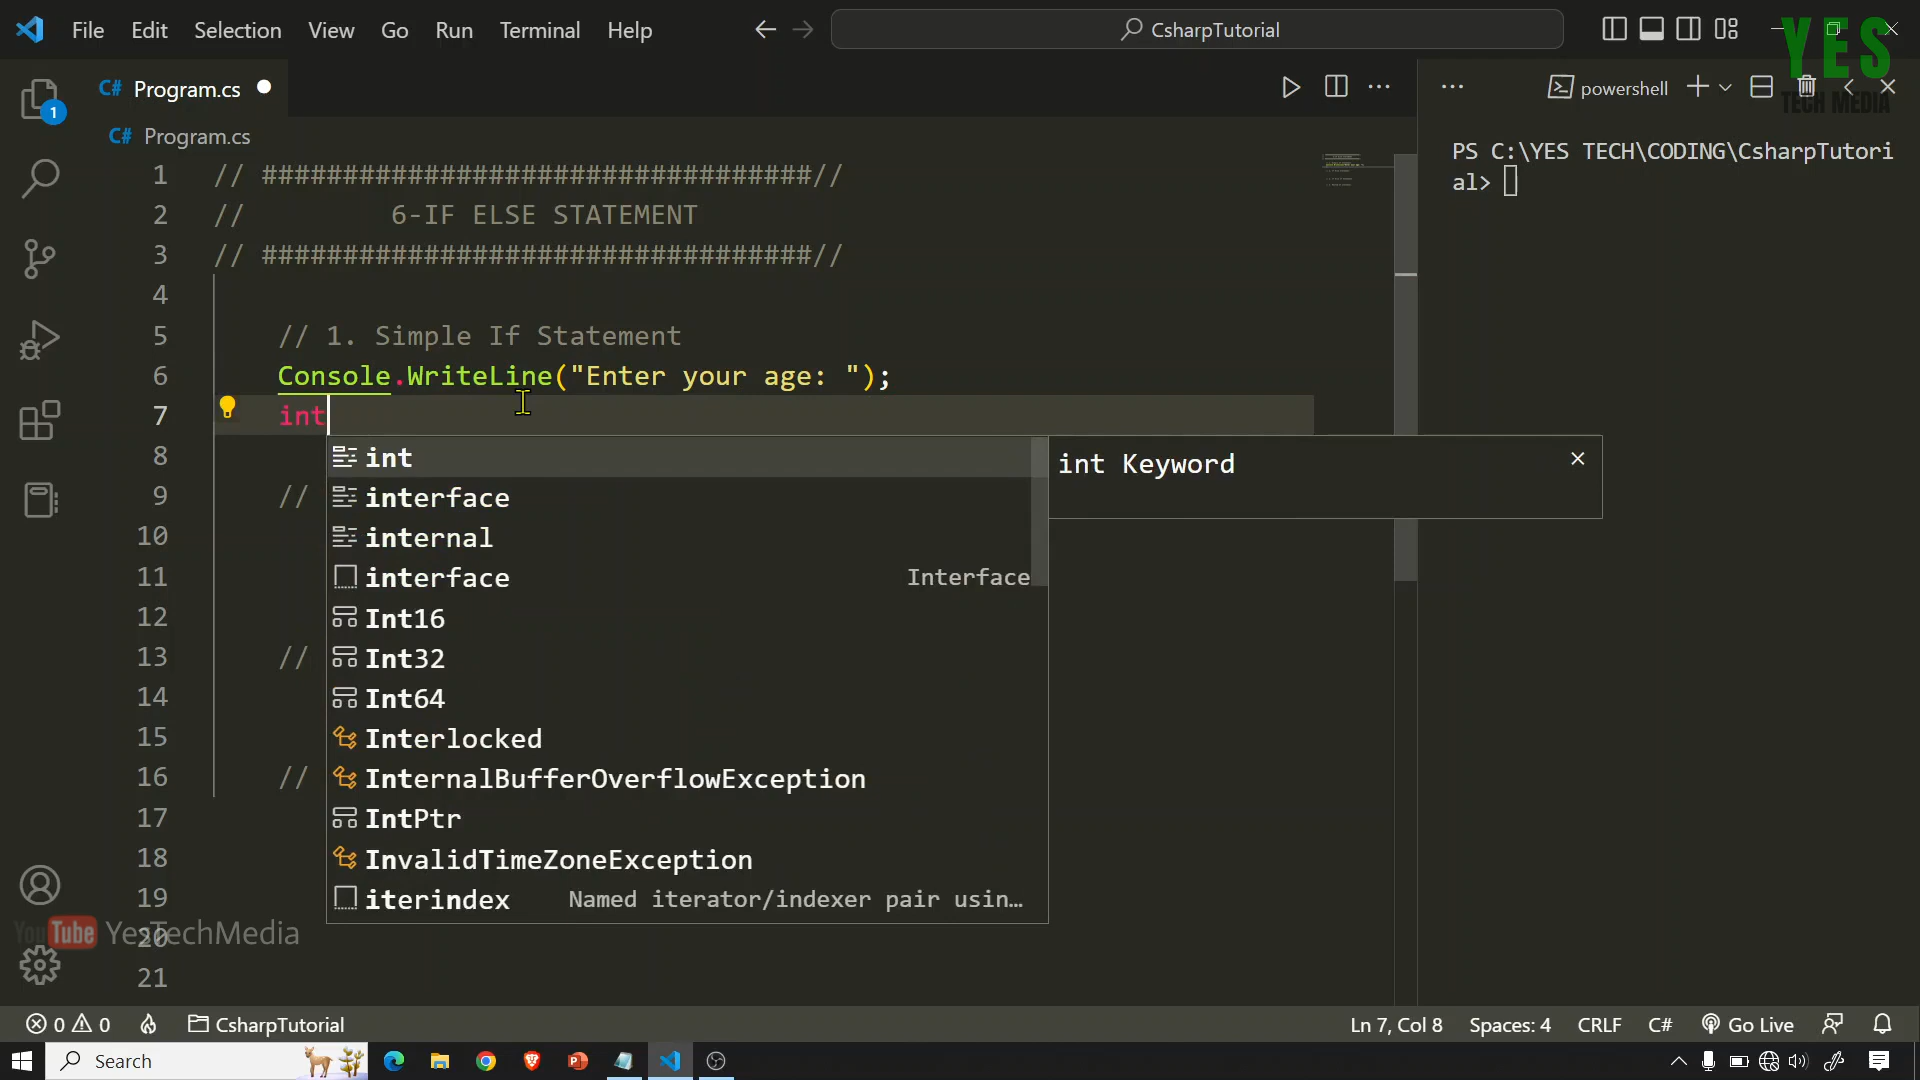 File Edit Selection View Go Run Terminal Help CsharpTutorial
YES
TECH MEDIA
C# Program.cs
powershell
1
C# Program.cs
PS C:\YES TECH\CODING\CsharpTutori
al>
1 // ##################################//
2 // 6-IF ELSE STATEMENT
3 // ##################################//
4
5 // 1. Simple If Statement
6 Console.WriteLine("Enter your age: ");
7 int
8 int
int Keyword
9 // interface
10 internal
11 interface Interface
12 Int16
13 // Int32
14 Int64
15 Interlocked
16 // InternalBufferOverflowException
17 IntPtr
18 InvalidTimeZoneException
19 iterindex Named iterator/indexer pair usin...
YouTube YesTechMedia
20
21
0 0 CsharpTutorial Ln 7, Col 8 Spaces: 4 CRLF C# Go Live
Search